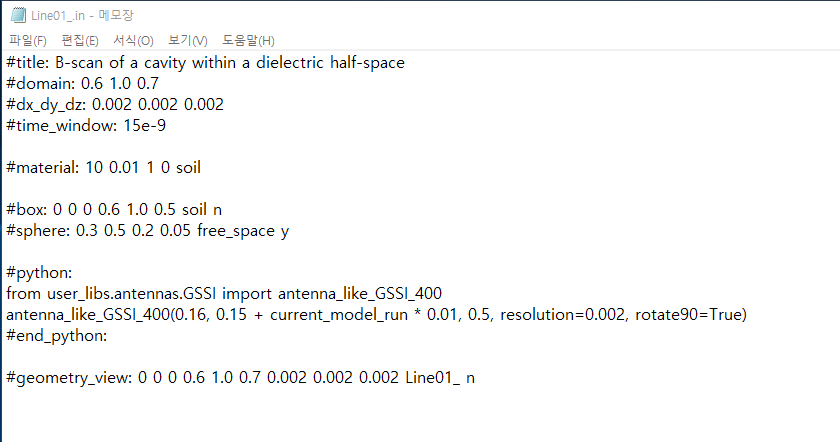 Line01_.in - 메모장
파일(F) 편집(E) 서식(O) 보기(V) 도움말(H)
#title: B-scan of a cavity within a dielectric half-space
#domain: 0.6 1.0 0.7
#dx_dy_dz: 0.002 0.002 0.002
#time_window: 15e-9
#material: 10 0.01 1 0 soil
#box: 0 0 0 0.6 1.0 0.5 soil n
#sphere: 0.3 0.5 0.2 0.05 free_space y
#python:
from user_libs.antennas.GSSI import antenna_like_GSSI_400
antenna_like_GSSI_400(0.16, 0.15 + current_model_run * 0.01, 0.5, resolution=0.002, rotate90=True)
#end_python:
#geometry_view: 0 0 0 0.6 1.0 0.7 0.002 0.002 0.002 Line01_ n